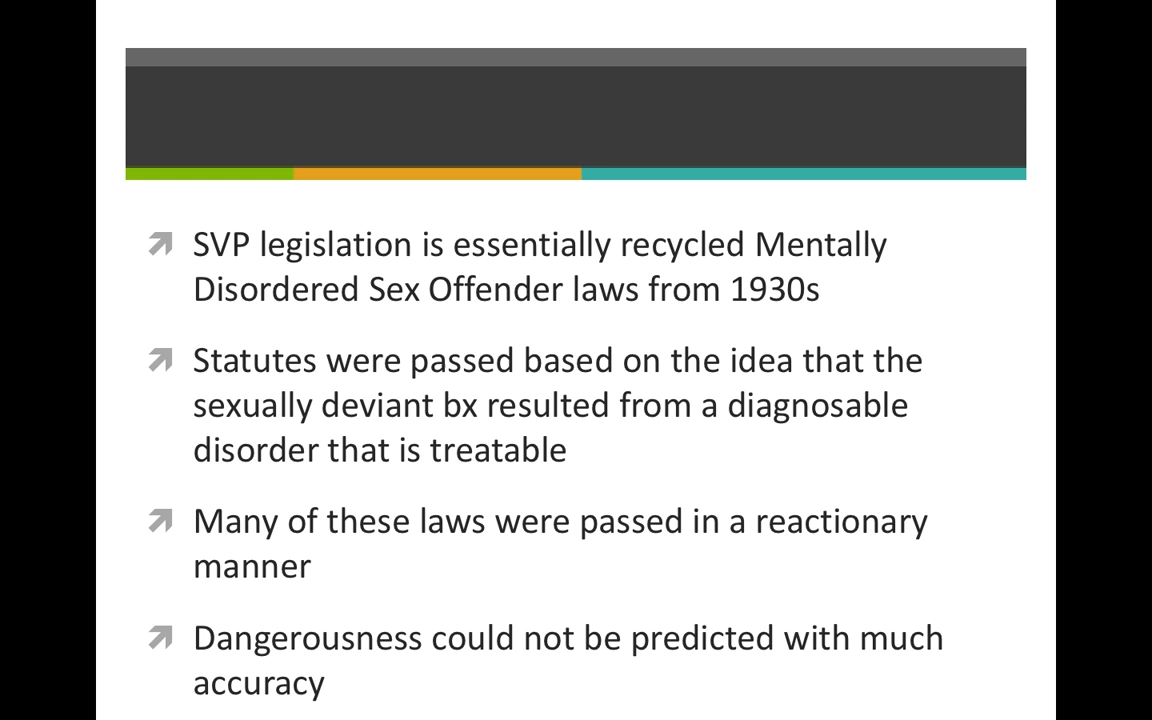 SVP legislation is essentially recycled Mentally
Disordered Sex Offender laws from 1930s
Statutes were passed based on the idea that the
sexually deviant bx resulted from a diagnosable
disorder that is treatable
Many of these laws were passed in a reactionary
manner
Dangerousness could not be predicted with much
accuracy